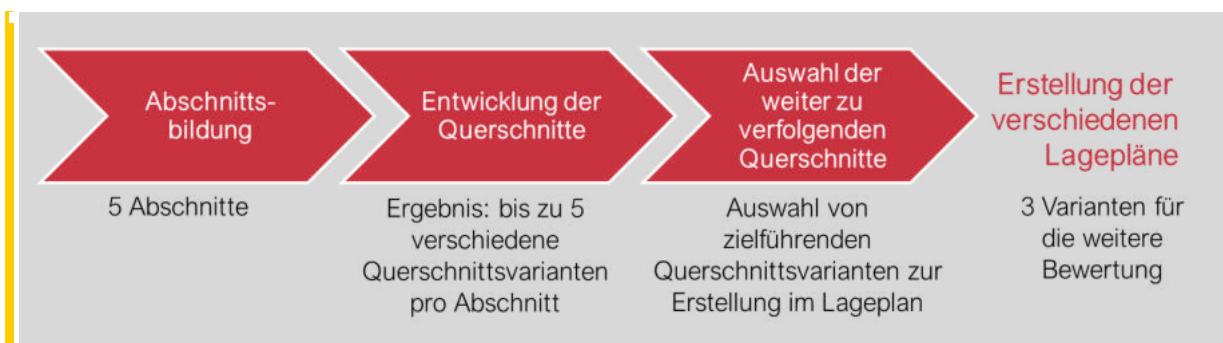 Abschnitts-
bildung
5 Abschnitte
Entwicklung der
Querschnitte
Ergebnis: bis zu 5
verschiedene
Querschnittsvarianten
pro Abschnitt
Auswahl der
weiter zu
verfolgenden
Querschnitte
Auswahl von
zielführenden
Querschnittsvarianten zur
Erstellung im Lageplan
Erstellung der
verschiedenen
Lagepläne
3 Varianten für
die weitere
Bewertung